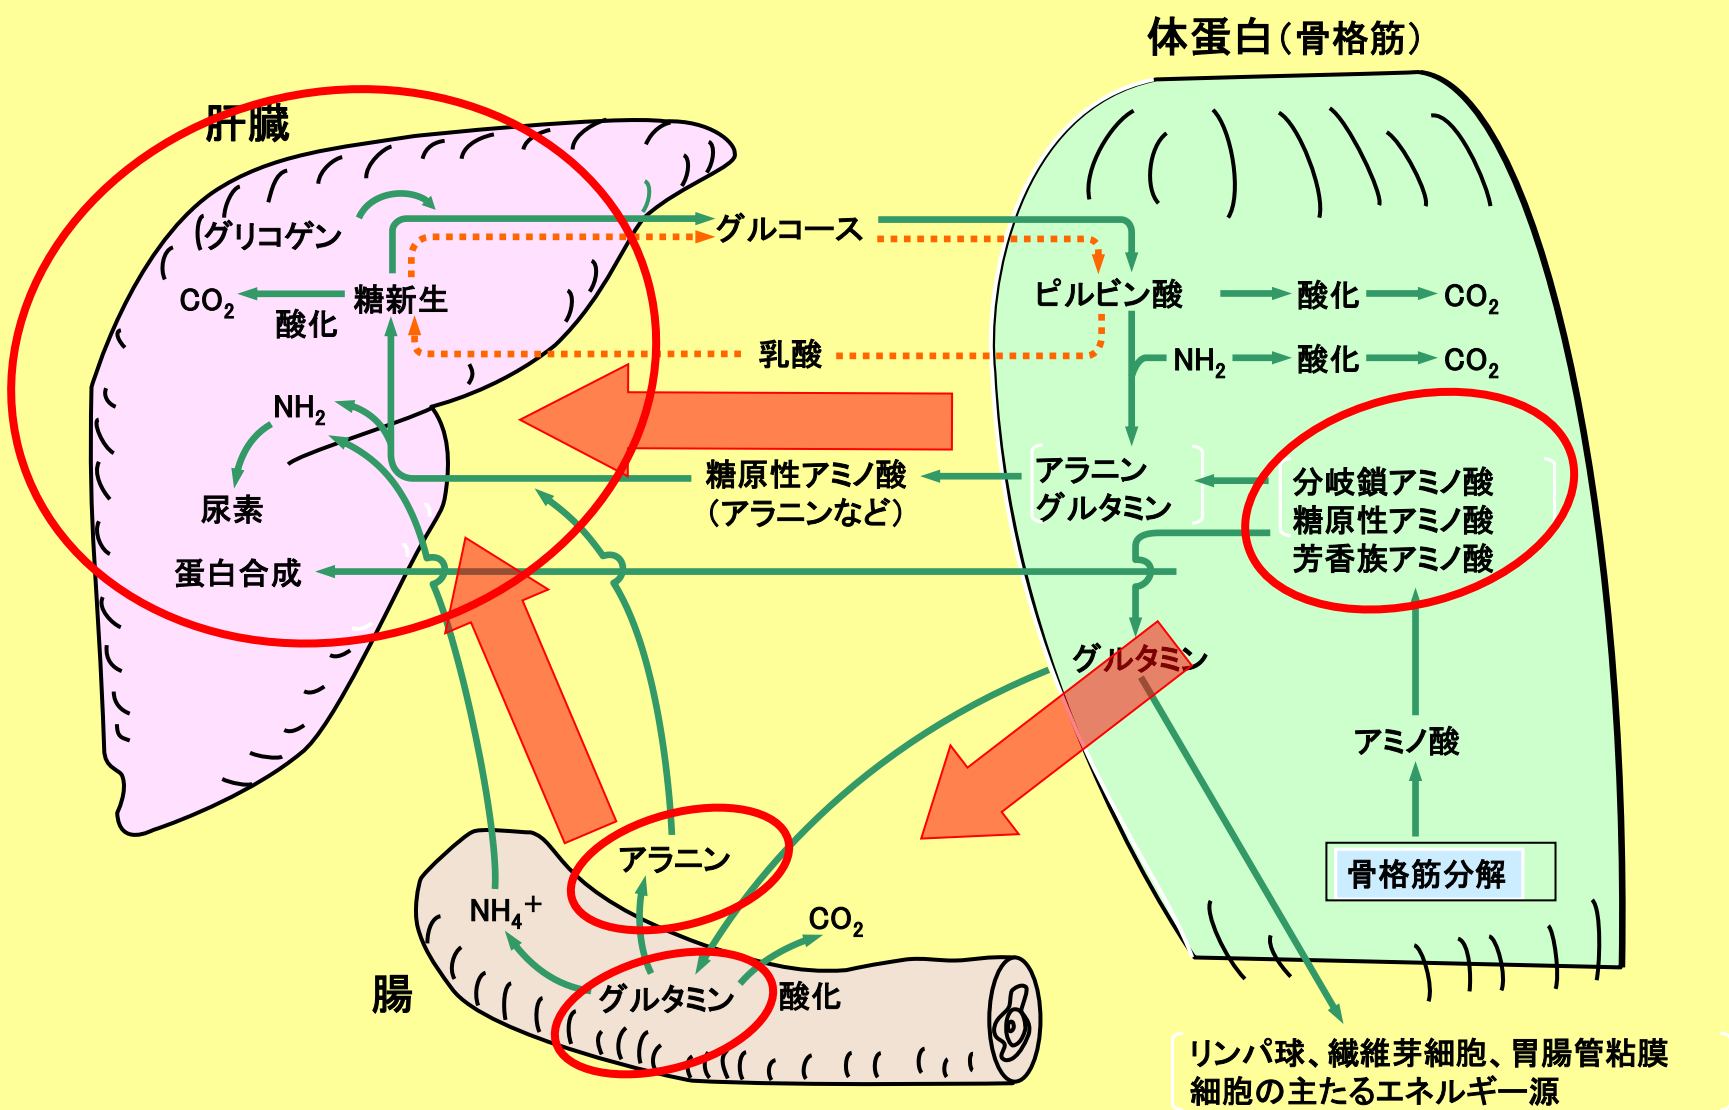 体蛋白（骨格筋）
肝臓
グリコゲン
グルコース
CO2
糖新生
酸化
ピルビン酸
酸化
CO2
乳酸
NH2
酸化
CO2
NH2
糖原性アミノ酸
（アラニンなど）
アラニン
グルタミン
分岐鎖アミノ酸
糖原性アミノ酸
芳香族アミノ酸
尿素
蛋白合成
グルタミン
アミノ酸
骨格筋分解
アラニン
NH4+
CO2
腸
グルタミン
酸化
リンパ球、繊維芽細胞、胃腸管粘膜
細胞の主たるエネルギー源